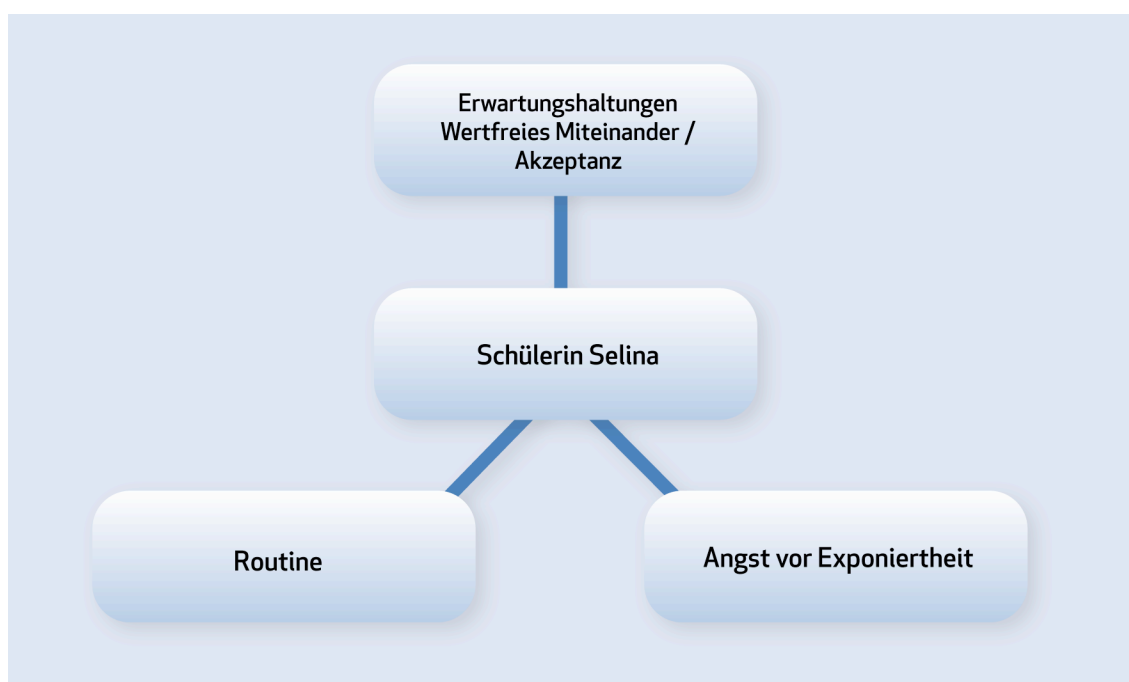 Erwartungshaltungen
Wertfreies Miteinander /
Akzeptanz
Schülerin Selina
Routine
Angst vor Exponiertheit